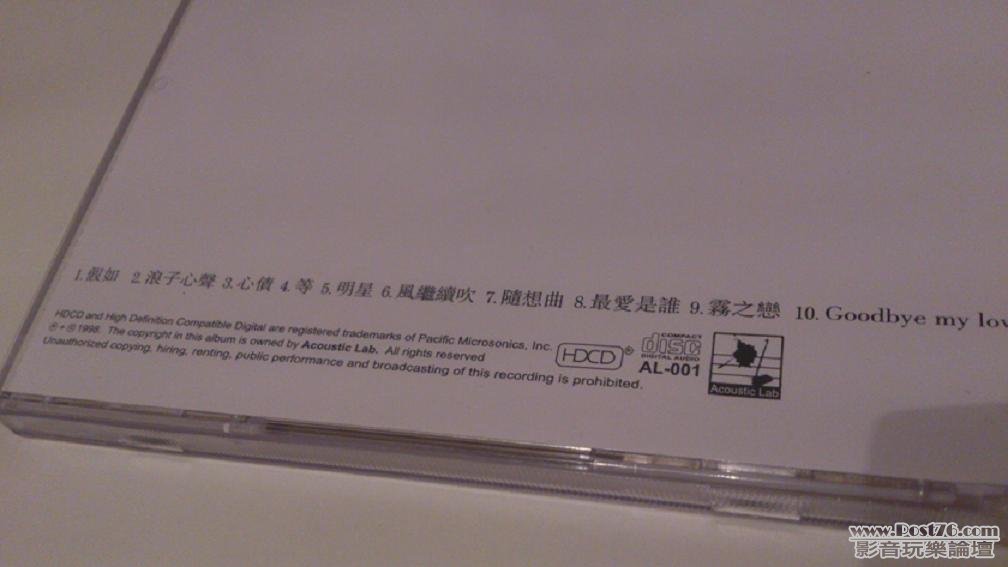 1.假如 2.浪子心聲 3.心債 4.等 5.明星 6.風繼續吹 7.隨想曲 8.最愛是誰 9.霧之戀 10. Goodbye my lov
HDCD and High Definition Compatible Digital are registered trademarks of Pacific Microsonics, Inc.
℗+© 1998. The copyright in this album is owned by Acoustic Lab. All rights reserved
Unauthorized copying, hiring, renting, public performance and broadcasting of this recording is prohibited.
HDCD®
COMPACT
DISC
DIGITAL AUDIO
AL-001
Acoustic Lab
www.Post76.com
影音玩樂論壇